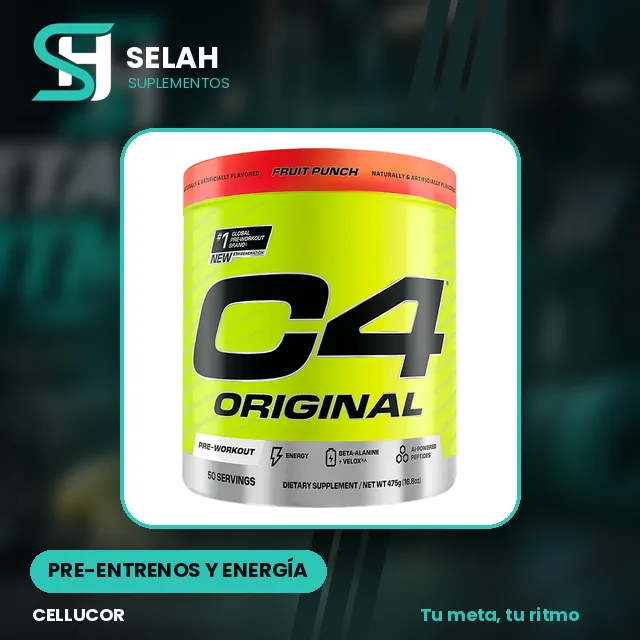 SELAH
SUPLEMENTOS
NATURALLY & ARTIFICIALLY FLAVORED FRUIT PUNCH NATURALLY & ARTIFICIALLY FLAVORED
#1 GLOBAL
PRE-WORKOUT
BRAND
NEW
C4
ORIGINAL
PRE-WORKOUT
ENERGY
BETA-ALANINE
+ VELOX
AI-POWERED
PEPTIDES
50 SERVINGS
DIETARY SUPPLEMENT / NET WT 475g (16.8oz)
PRE-ENTRENOS Y ENERGÍA
CELLUCOR
Tu meta, tu ritmo